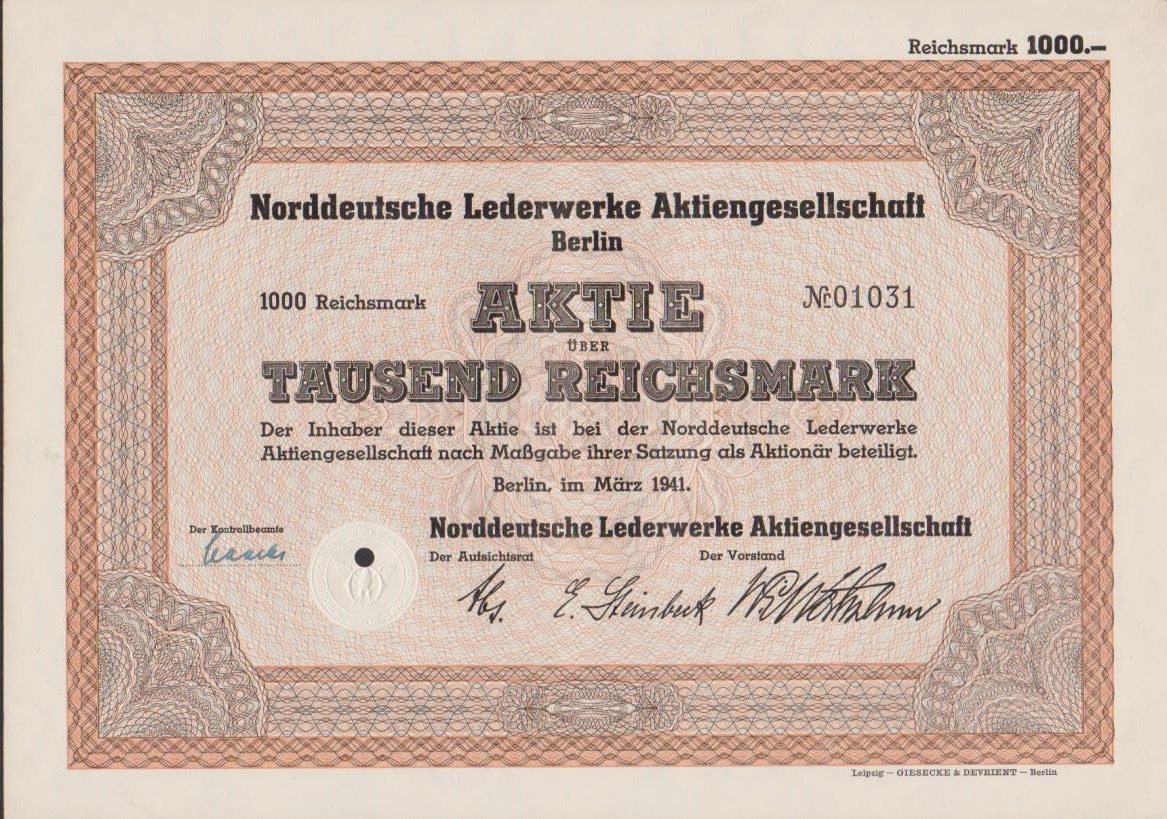 Reichsmark 1000.—
Norddeutsche Lederwerke Aktiengesellschaft
Berlin
1000 Reichsmark AKTIE № 01031
ÜBER
TAUSEND REICHSMARK
Der Inhaber dieser Aktie ist bei der Norddeutsche Lederwerke
Aktiengesellschaft nach Maßgabe ihrer Satzung als Aktionär beteiligt.
Berlin, im März 1941.
Norddeutsche Lederwerke Aktiengesellschaft
Der Kontrollbeamte
Der Aufsichtsrat Der Vorstand
E. Steinbeck
Leipzig — GIESECKE & DEVRIENT — Berlin